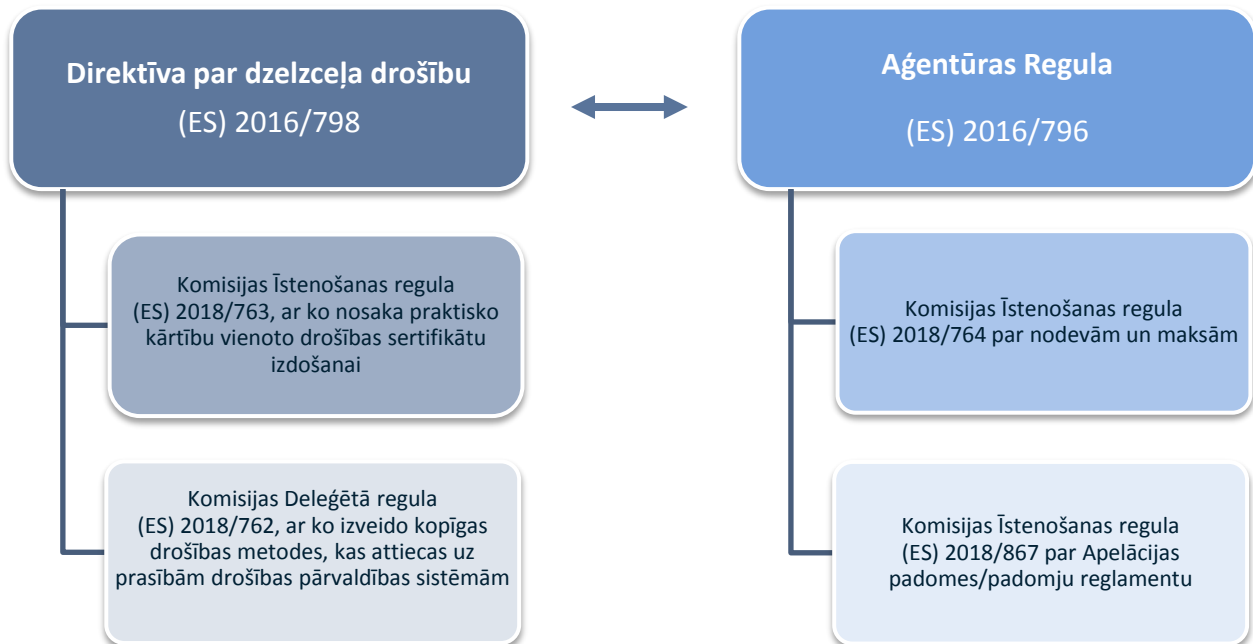 Direktīva par dzelzceļa drošību
(ES) 2016/798
Aģentūras Regula
(ES) 2016/796
Komisijas Īstenošanas regula
(ES) 2018/763, ar ko nosaka praktisko
kārtību vienoto drošības sertifikātu
izdošanai
Komisijas Īstenošanas regula
(ES) 2018/764 par nodevām un maksām
Komisijas Deleģētā regula
(ES) 2018/762, ar ko izveido kopīgas
drošības metodes, kas attiecas uz
prasībām drošības pārvaldības sistēmām
Komisijas Īstenošanas regula
(ES) 2018/867 par Apelācijas
padomes/padomju reglamentu